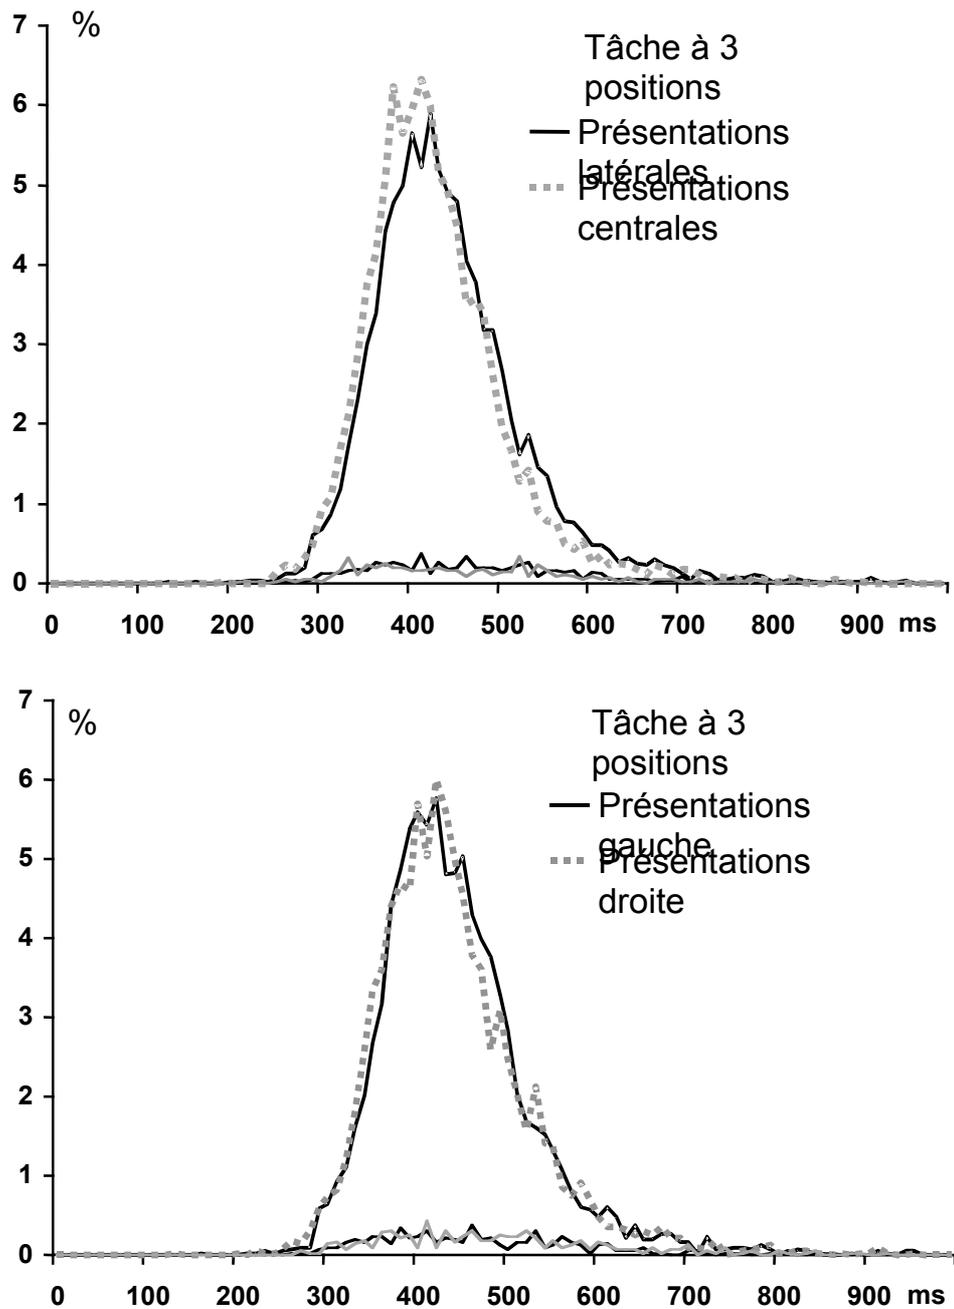 7
%
Tâche à 3
positions
6
Présentations
latérales
5
Présentations
centrales
4
3
2
1
0
0 100 200 300 400 500 600 700 800 900 ms
7
%
Tâche à 3
positions
6
Présentations
gauche
5
Présentations
droite
4
3
2
1
0
0 100 200 300 400 500 600 700 800 900 ms